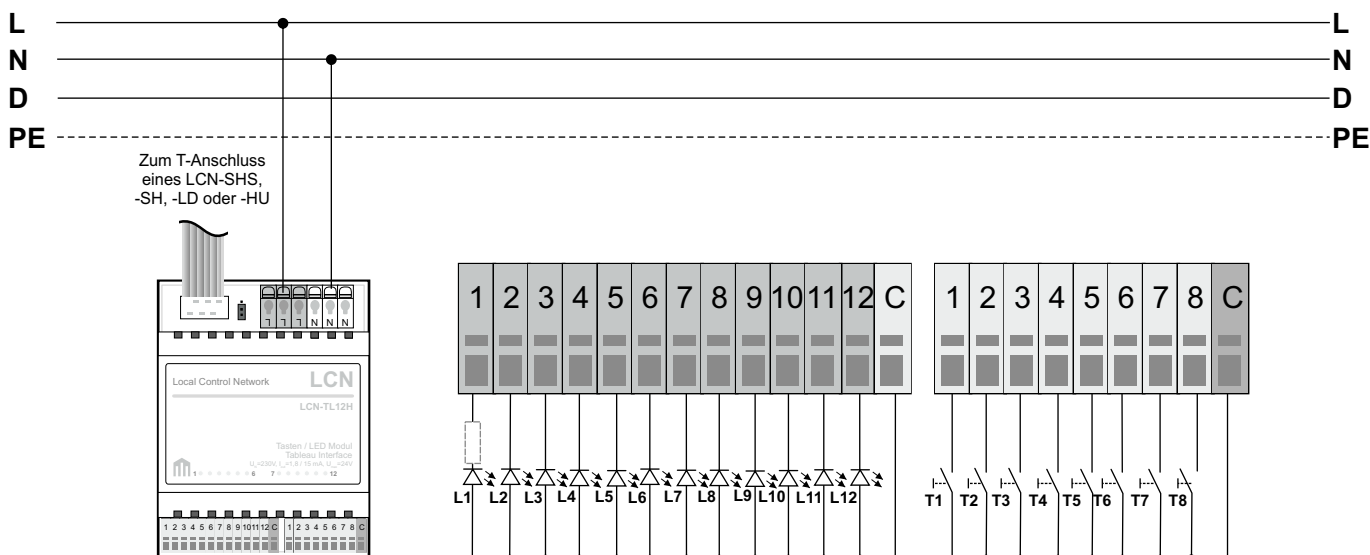 L L
N N
D D
PE PE
Zum T-Anschluss
eines LCN-SHS,
-SH, -LD oder -HU
L L L N N N
Local Control Network LCN
LCN-TL12H
Tasten / LED Modul
Tableau Interface
1 6 7 12
1 2 3 4 5 6 7 8 9 10 11 12 C 1 2 3 4 5 6 7 8 C
1 2 3 4 5 6 7 8 9 10 11 12 C
L1 L2 L3 L4 L5 L6 L7 L8 L9 L10 L11 L12
1 2 3 4 5 6 7 8 C
T1 T2 T3 T4 T5 T6 T7 T8